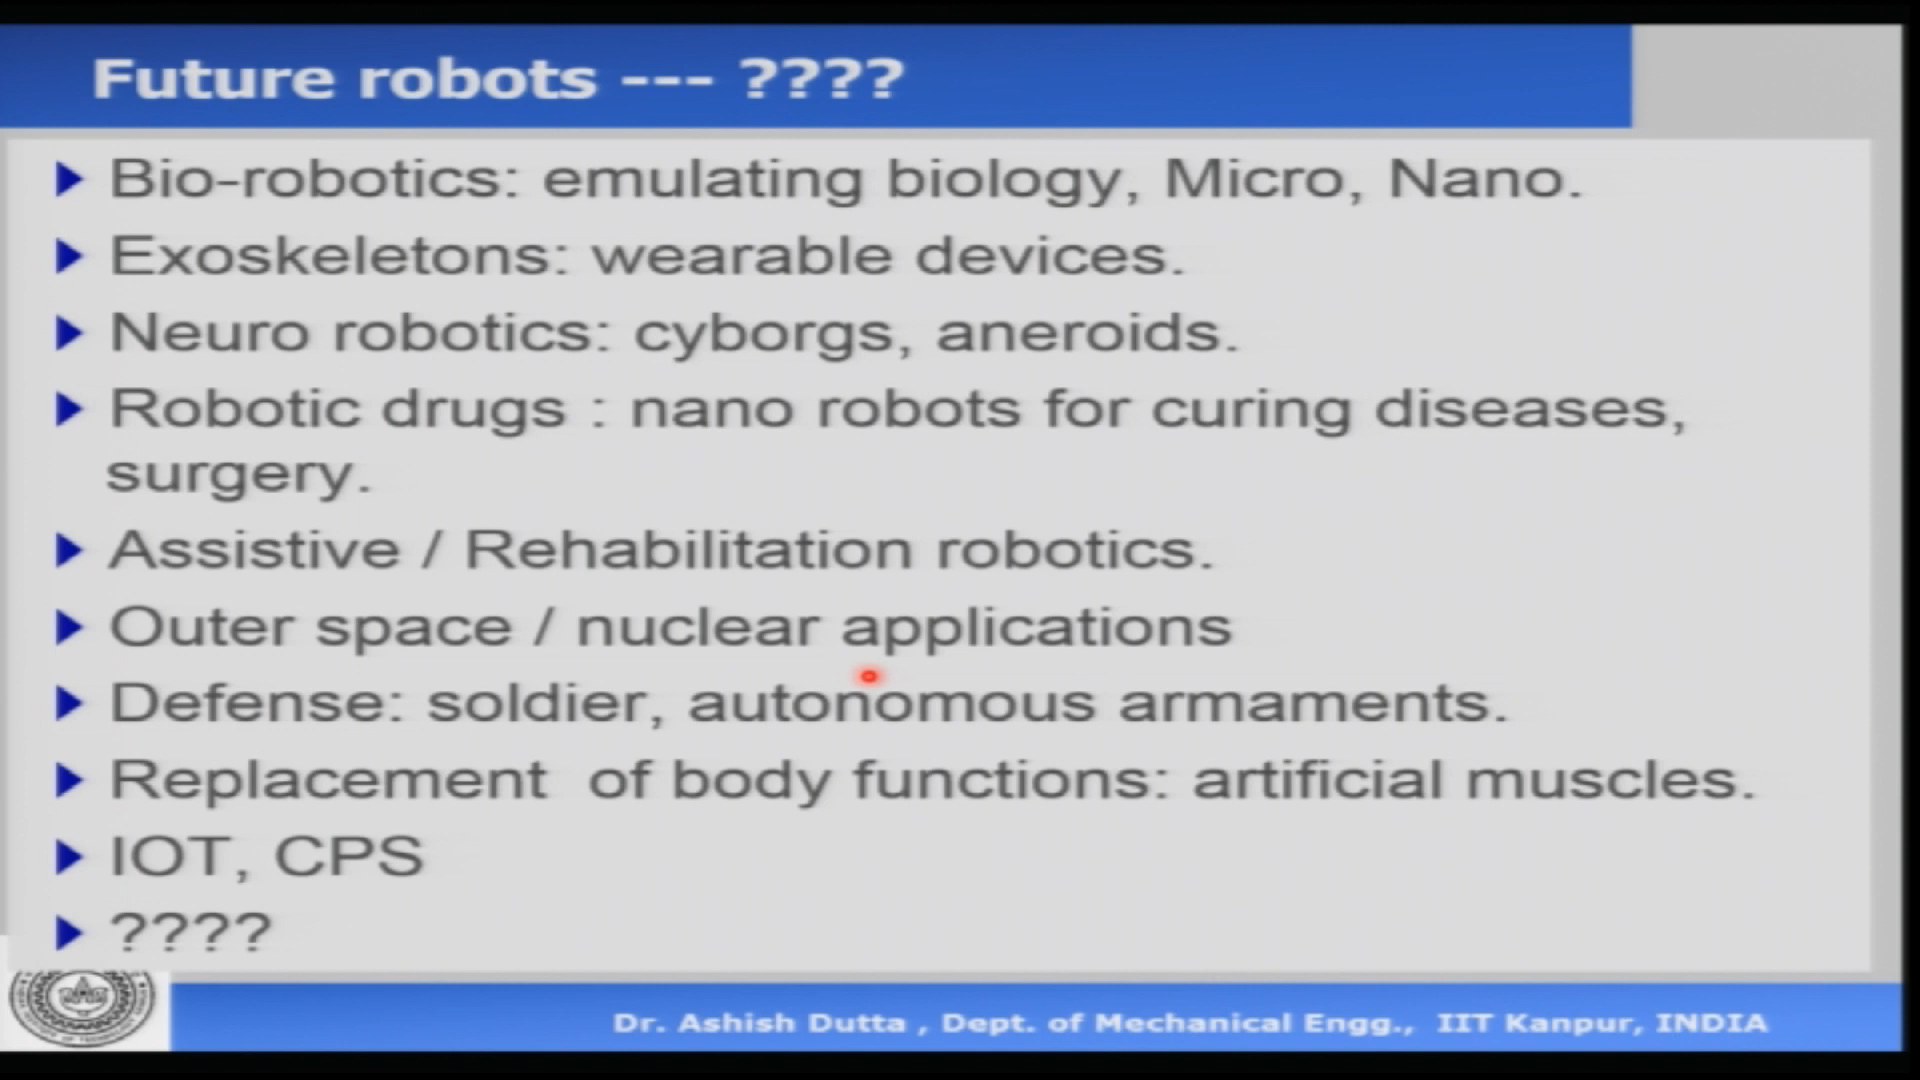 Future robots --- ????
Bio-robotics: emulating biology, Micro, Nano.
Exoskeletons: wearable devices.
Neuro robotics: cyborgs, aneroids.
Robotic drugs : nano robots for curing diseases,
surgery.
Assistive / Rehabilitation robotics.
Outer space / nuclear applications
Defense: soldier, autonomous armaments.
Replacement of body functions: artificial muscles.
IOT, CPS
????
Dr. Ashish Dutta , Dept. of Mechanical Engg., IIT Kanpur, INDIA